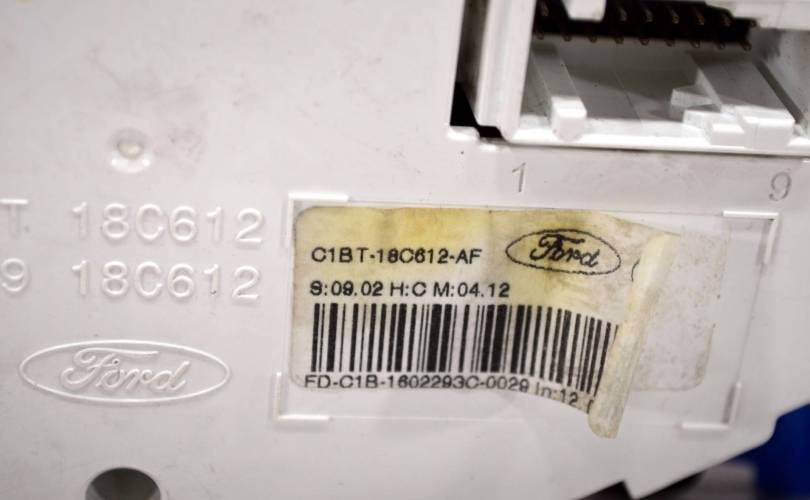 1 9
T 18C612
9 18C612
Ford
C1BT-18C612-AF Ford
S:09.02 H:C M:04.12
FD-C1B-1602293C-0029 In:12.